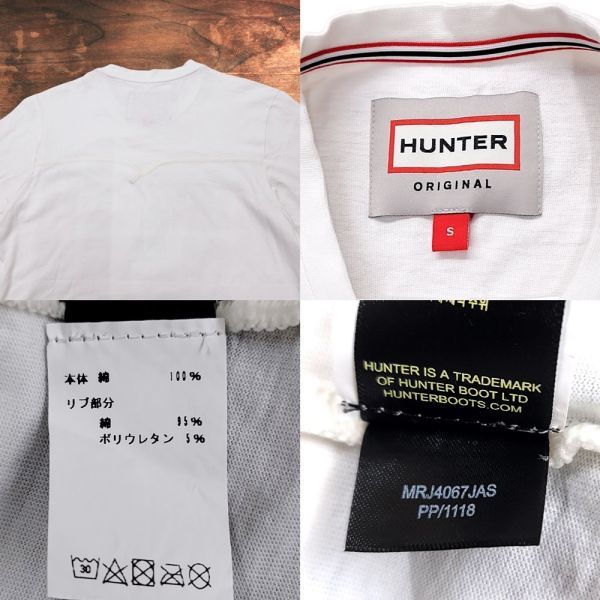 HUNTER
ORIGINAL
S
本体 綿 100%
リブ部分
綿 95%
ポリウレタン 5%
30
HUNTER IS A TRADEMARK
OF HUNTER BOOT LTD
HUNTERBOOTS.COM
MRJ4067JAS
PP/1118